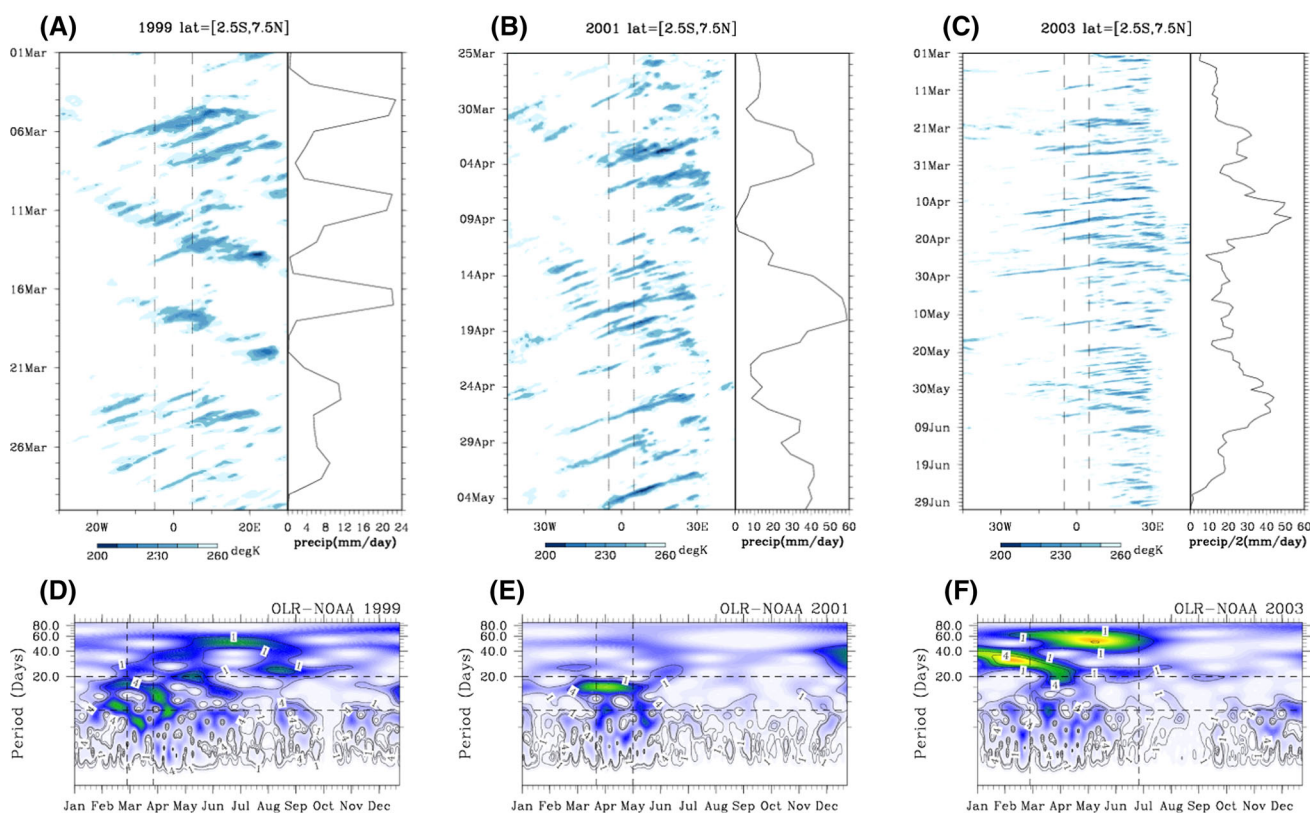 (A) 1999 lat=[2.5S,7.5N]
01Mar
06Mar
11Mar
16Mar
21Mar
26Mar
20W 0 20E 0 4 8 12 16 20 24
200 230 260 degK precip(mm/day)
(B) 2001 lat=[2.5S,7.5N]
25Mar
30Mar
04Apr
09Apr
14Apr
19Apr
24Apr
29Apr
04May
30W 0 30E 0 10 20 30 40 50 60
200 230 260 degK precip(mm/day)
(C) 2003 lat=[2.5S,7.5N]
01Mar
11Mar
21Mar
31Mar
10Apr
20Apr
30Apr
10May
20May
30May
09Jun
19Jun
29Jun
30W 0 30E 0 10 20 30 40 50 60
200 230 260 degK precip/2(mm/day)
(D) OLR-NOAA 1999
80.0
60.0
40.0
20.0
Period (Days)
Jan Feb Mar Apr May Jun Jul Aug Sep Oct Nov Dec
(E) OLR-NOAA 2001
80.0
60.0
40.0
20.0
Period (Days)
Jan Feb Mar Apr May Jun Jul Aug Sep Oct Nov Dec
(F) OLR-NOAA 2003
80.0
60.0
40.0
20.0
Period (Days)
Jan Feb Mar Apr May Jun Jul Aug Sep Oct Nov Dec